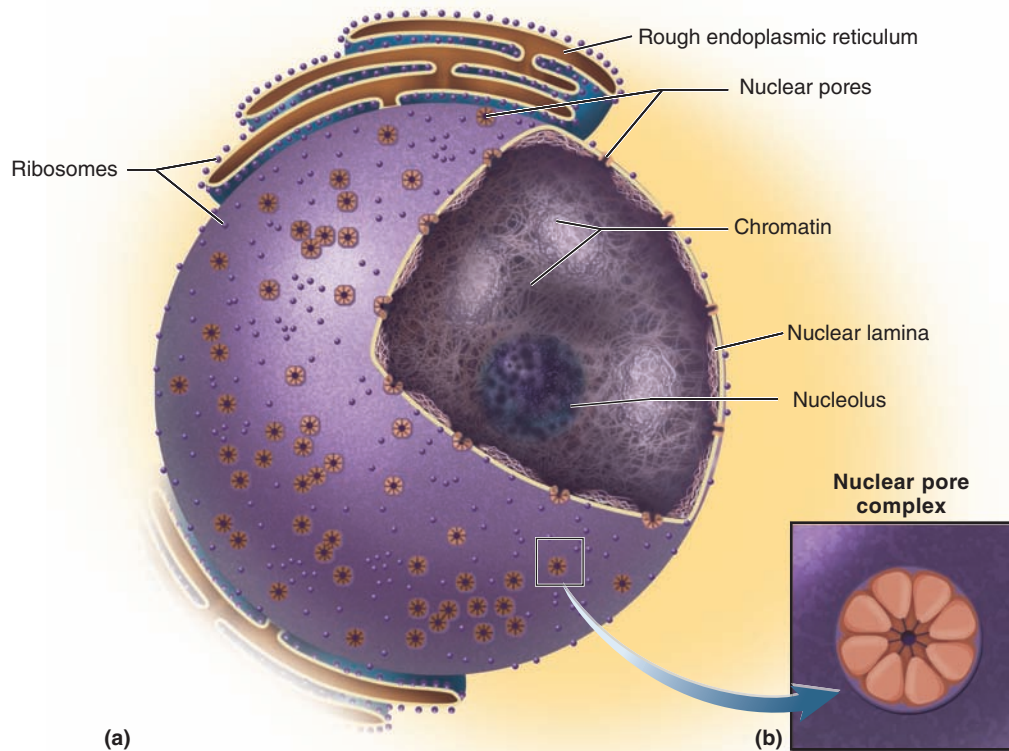 Rough endoplasmic reticulum
Nuclear pores
Ribosomes
Chromatin
Nuclear lamina
Nucleolus
Nuclear pore
complex
(a)
(b)